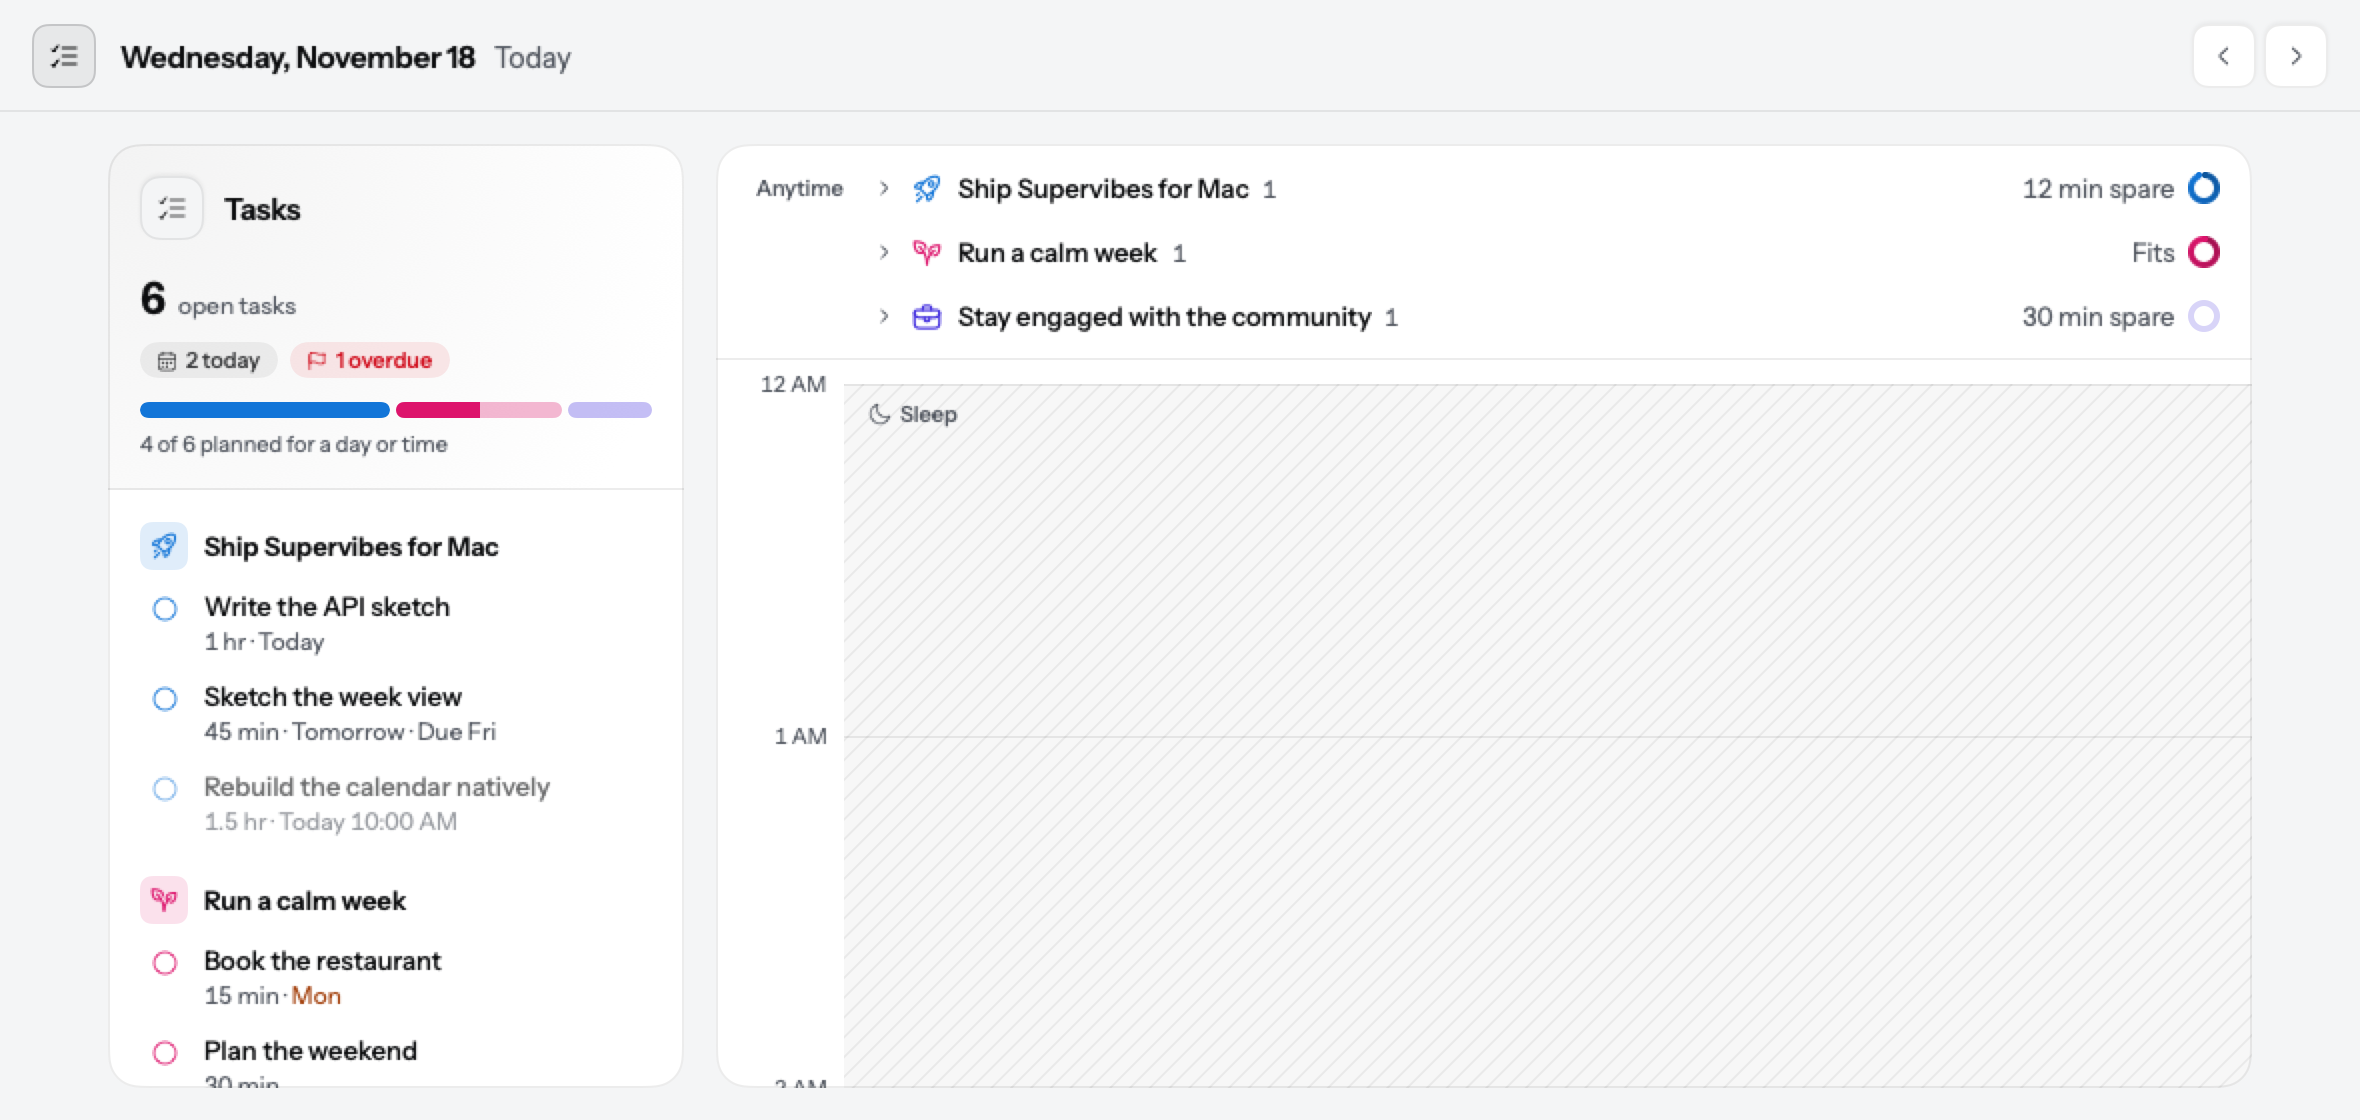 Wednesday, November 18 Today
Tasks
6 open tasks
2 today 1 overdue
4 of 6 planned for a day or time
Ship Supervibes for Mac
Write the API sketch
1 hr · Today
Sketch the week view
45 min · Tomorrow · Due Fri
Rebuild the calendar natively
1.5 hr · Today 10:00 AM
Run a calm week
Book the restaurant
15 min · Mon
Plan the weekend
30 min
Anytime Ship Supervibes for Mac 1 12 min spare
Run a calm week 1 Fits
Stay engaged with the community 1 30 min spare
12 AM
Sleep
1 AM
2 AM